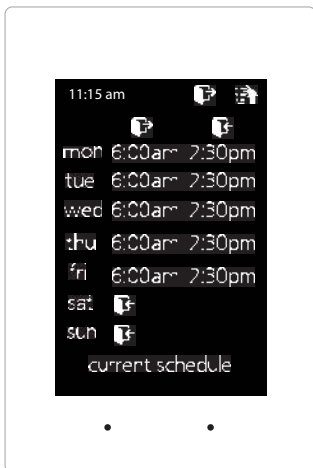 11:15 am
mon 6:00am 2:30pm
tue 6:00am 2:30pm
wed 6:00am 2:30pm
thu 6:00am 2:30pm
fri 6:00am 2:30pm
sat
sun
current schedule